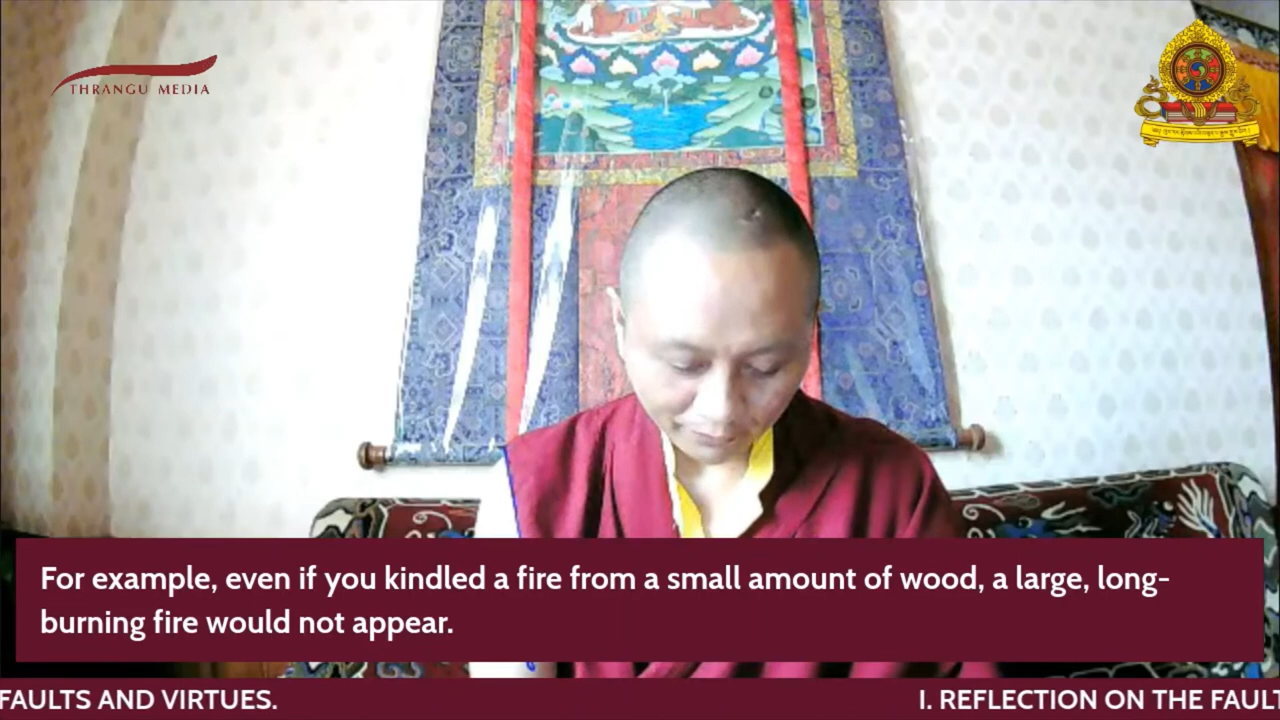 THRANGU MEDIA
For example, even if you kindled a fire from a small amount of wood, a large, long-
burning fire would not appear.
FAULTS AND VIRTUES.
I. REFLECTION ON THE FAULT